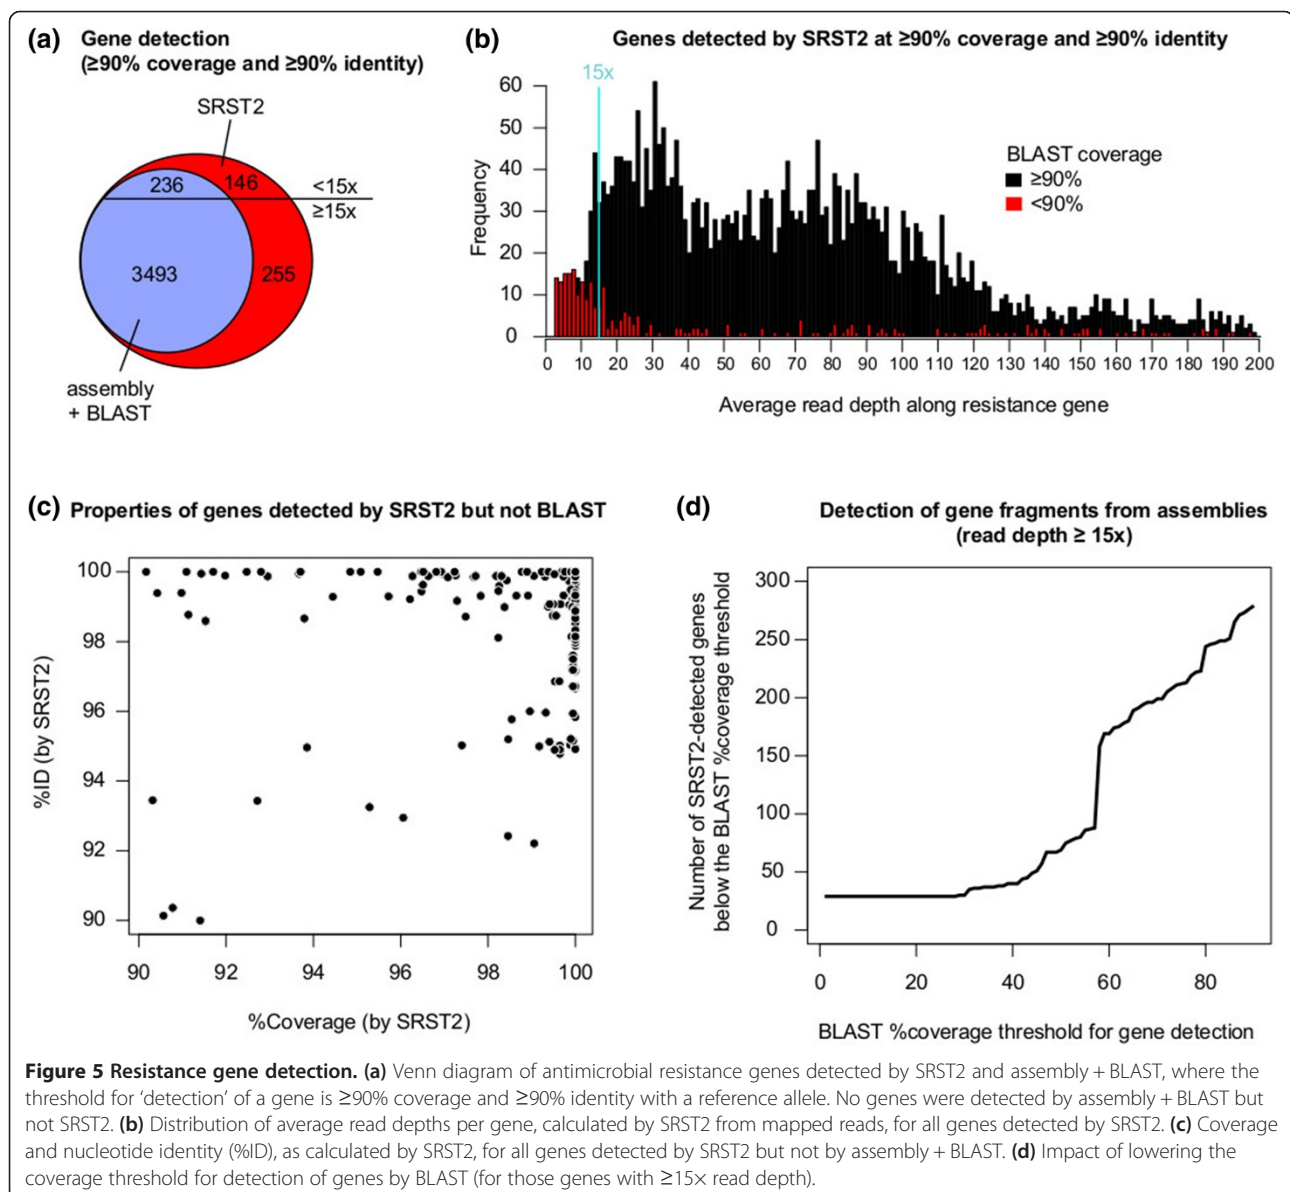 (a) Gene detection
(≥90% coverage and ≥90% identity)
SRST2
236
146
<15x
≥15x
3493
255
assembly
+ BLAST
(b) Genes detected by SRST2 at ≥90% coverage and ≥90% identity
15x
Frequency
60
50
40
30
20
10
0
BLAST coverage
≥90%
<90%
0 10 20 30 40 50 60 70 80 90 100 110 120 130 140 150 160 170 180 190 200
Average read depth along resistance gene
(c) Properties of genes detected by SRST2 but not BLAST
%ID (by SRST2)
100
98
96
94
92
90
90 92 94 96 98 100
%Coverage (by SRST2)
(d) Detection of gene fragments from assemblies
(read depth ≥ 15x)
Number of SRST2-detected genes
below the BLAST %coverage threshold
300
250
200
150
100
50
0
0 20 40 60 80
BLAST %coverage threshold for gene detection
Figure 5 Resistance gene detection. (a) Venn diagram of antimicrobial resistance genes detected by SRST2 and assembly + BLAST, where the
threshold for ‘detection’ of a gene is ≥90% coverage and ≥90% identity with a reference allele. No genes were detected by assembly + BLAST but
not SRST2. (b) Distribution of average read depths per gene, calculated by SRST2 from mapped reads, for all genes detected by SRST2. (c) Coverage
and nucleotide identity (%ID), as calculated by SRST2, for all genes detected by SRST2 but not by assembly + BLAST. (d) Impact of lowering the
coverage threshold for detection of genes by BLAST (for those genes with ≥15× read depth).